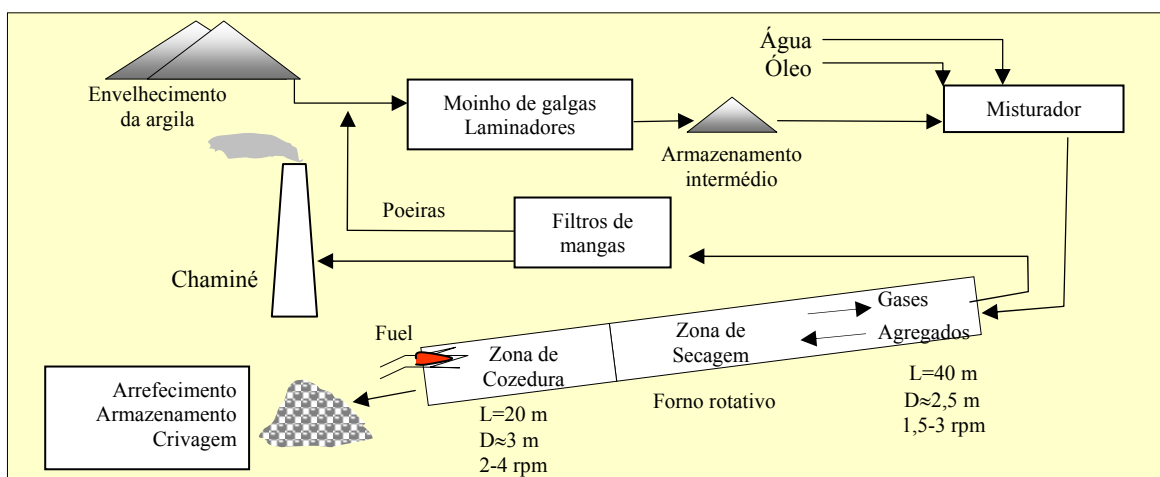 Água
Óleo
Envelhecimento
da argila
Moinho de galgas
Laminadores
Misturador
Armazenamento
intermédio
Poeiras
Filtros de
mangas
Chaminé
Gases
Agregados
Fuel
Zona de
Cozedura
Zona de
Secagem
Forno rotativo
L=40 m
D≈2,5 m
1,5-3 rpm
L=20 m
D≈3 m
2-4 rpm
Arrefecimento
Armazenamento
Crivagem